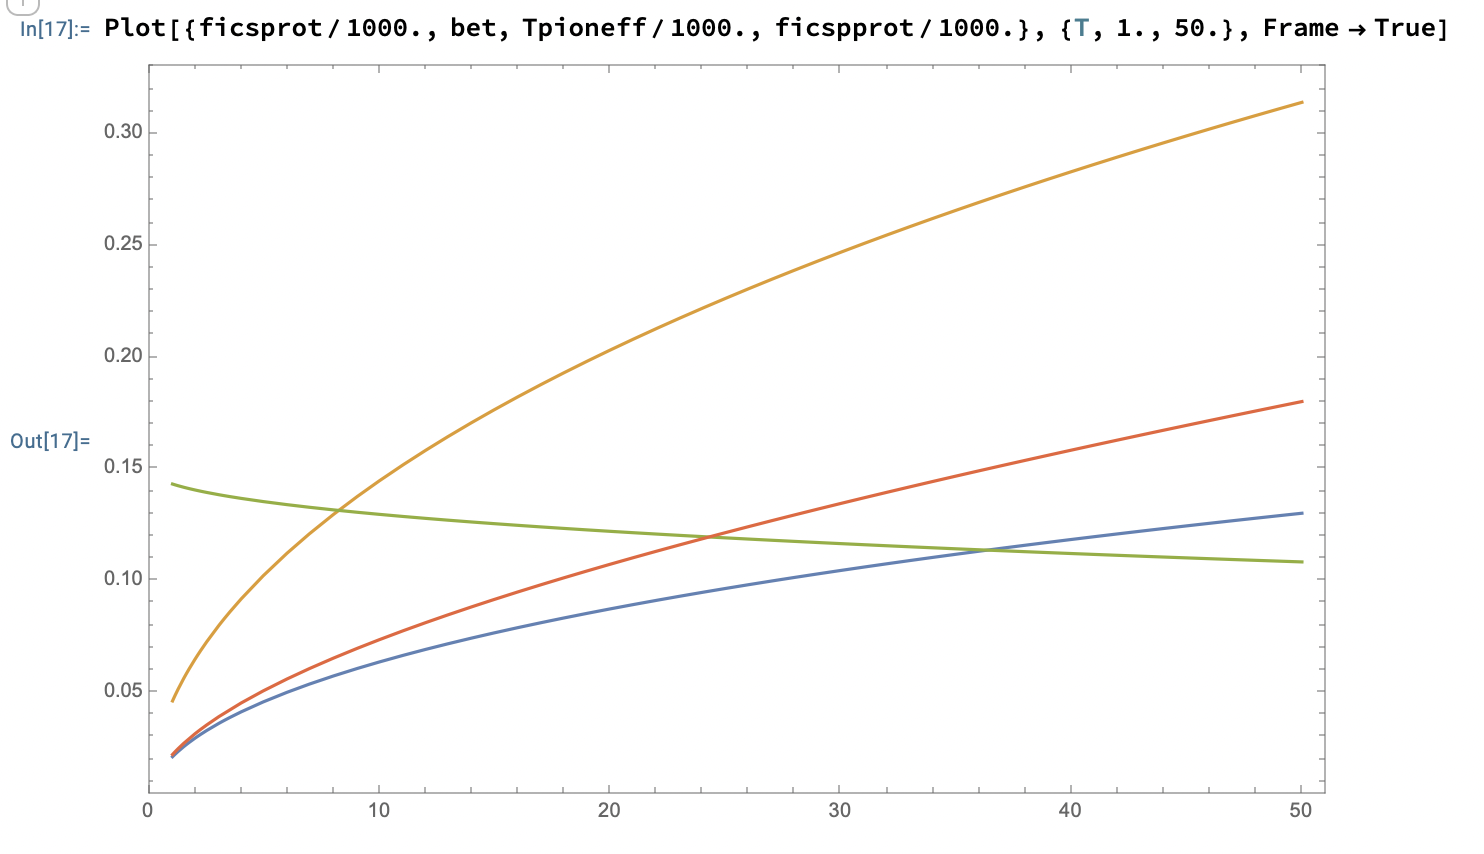 In[17]:= Plot[{ficsprot/1000., bet, Tpioneff/1000., ficspprot/1000.}, {T, 1., 50.}, Frame → True]
0.30
0.25
0.20
Out[17]=
0.15
0.10
0.05
0 10 20 30 40 50